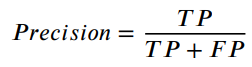 Precision = TP / (TP + FP)